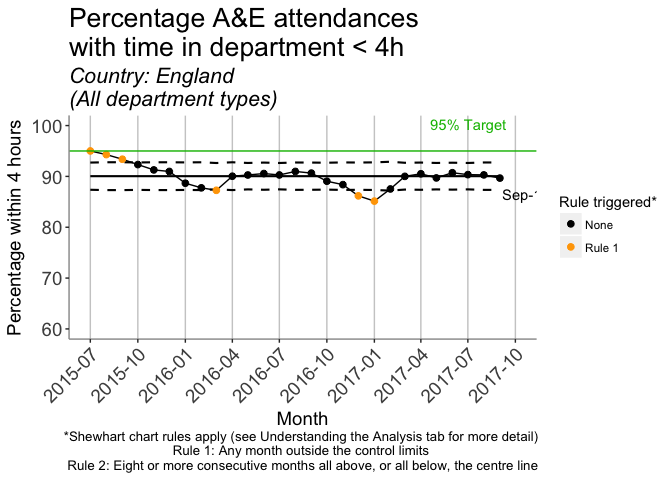 Percentage A&E attendances
with time in department < 4h
Country: England
(All department types)
Percentage within 4 hours
100
90
80
70
60
95% Target
Sep-
2015-07
2015-10
2016-01
2016-04
2016-07
2016-10
2017-01
2017-04
2017-07
2017-10
Month
Rule triggered*
None
Rule 1
*Shewhart chart rules apply (see Understanding the Analysis tab for more detail)
Rule 1: Any month outside the control limits
Rule 2: Eight or more consecutive months all above, or all below, the centre line